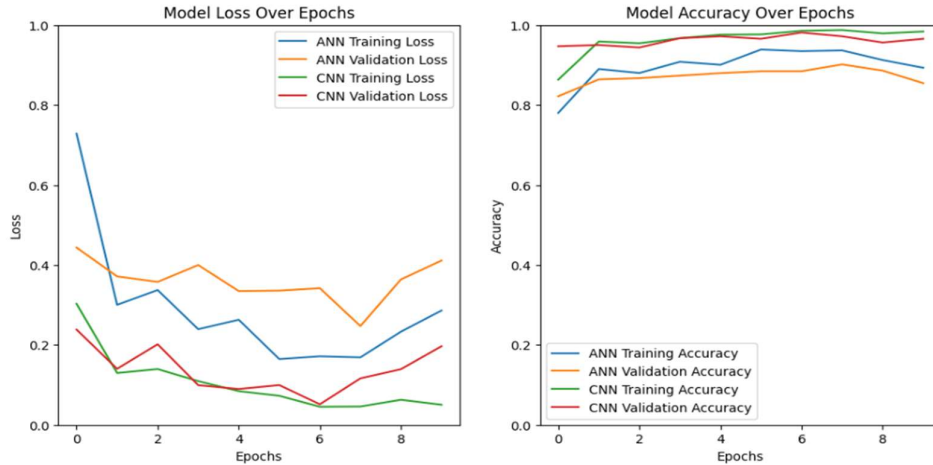 Model Loss Over Epochs
1.0
0.8
0.6
0.4
0.2
0.0
Loss
0
2
4
6
8
Epochs
ANN Training Loss
ANN Validation Loss
CNN Training Loss
CNN Validation Loss
Model Accuracy Over Epochs
1.0
0.8
0.6
0.4
0.2
0.0
Accuracy
0
2
4
6
8
Epochs
ANN Training Accuracy
ANN Validation Accuracy
CNN Training Accuracy
CNN Validation Accuracy